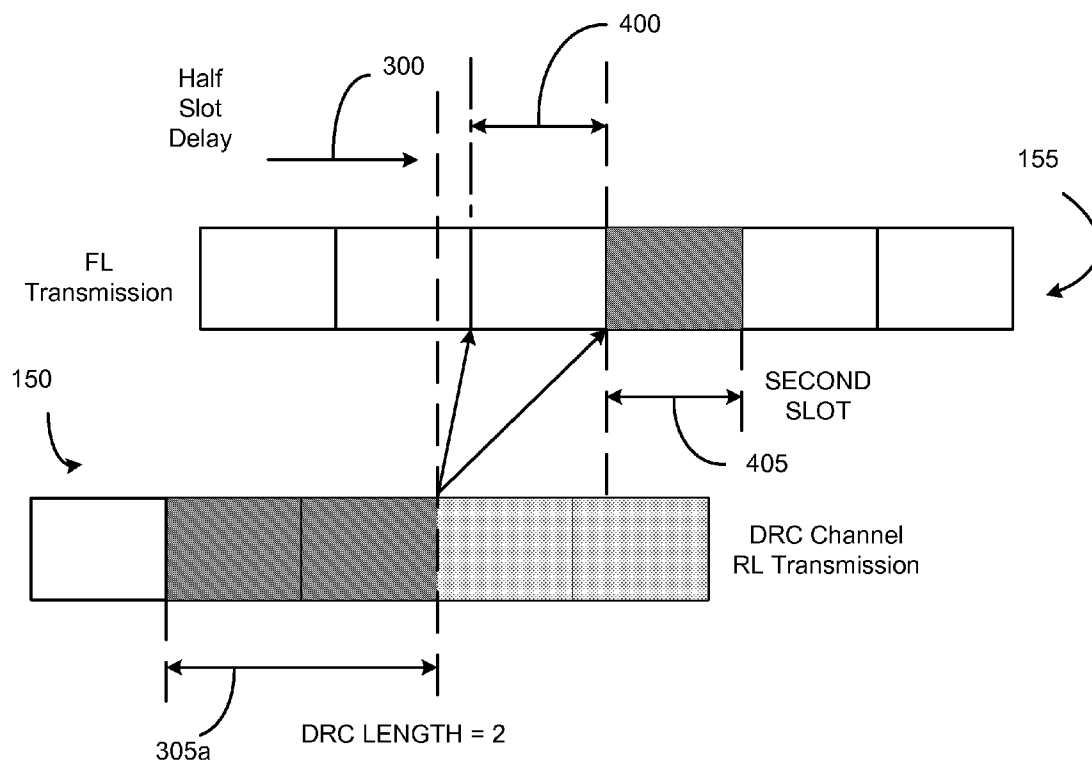 400
300
Half
Slot
Delay
155
FL
Transmission
150
SECOND
SLOT
405
DRC Channel
RL Transmission
305a
DRC LENGTH = 2